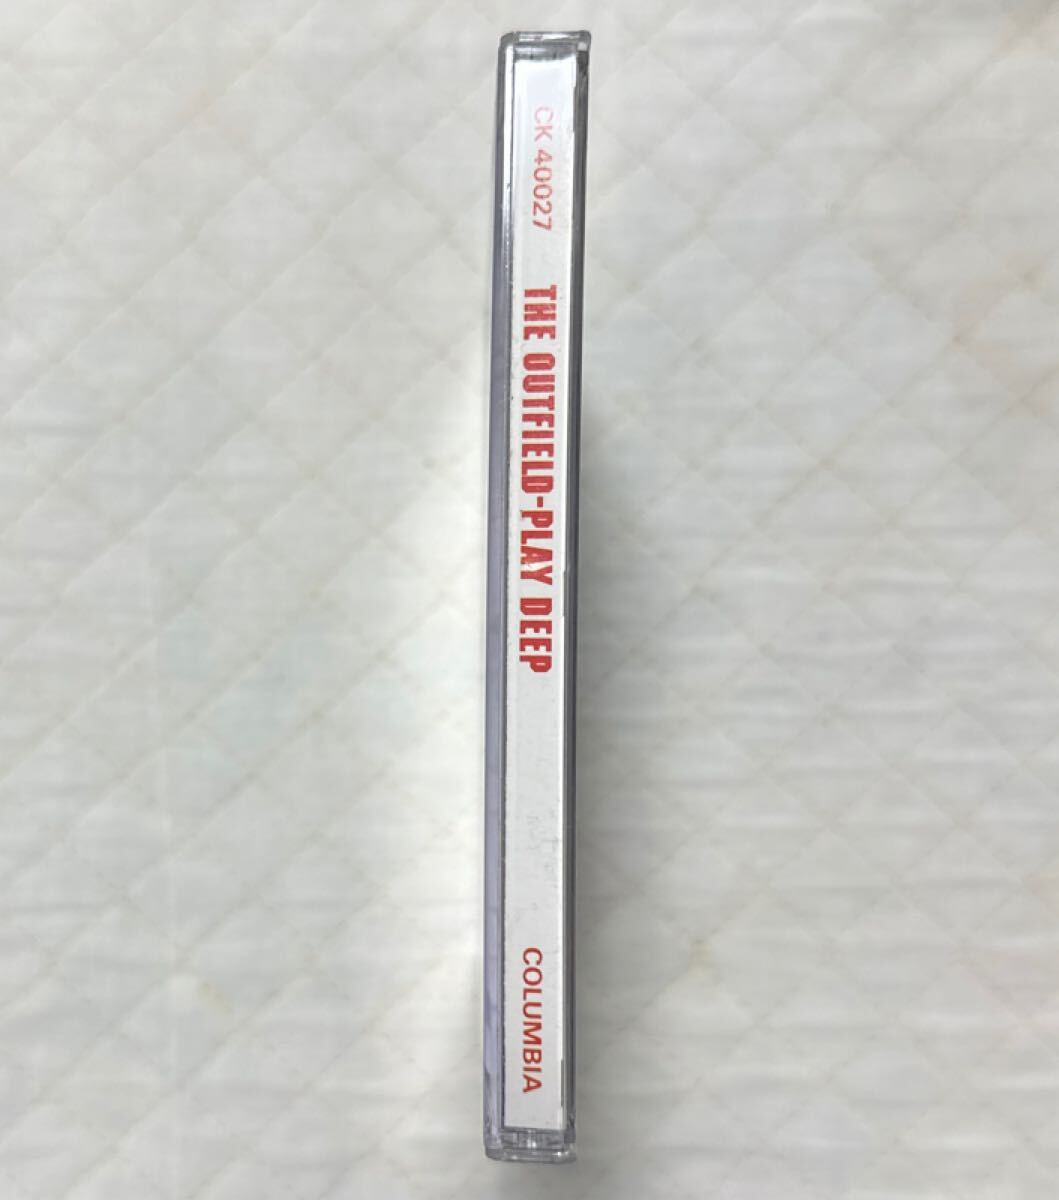 CK 40027
THE OUTFIELD-PLAY DEEP
COLUMBIA